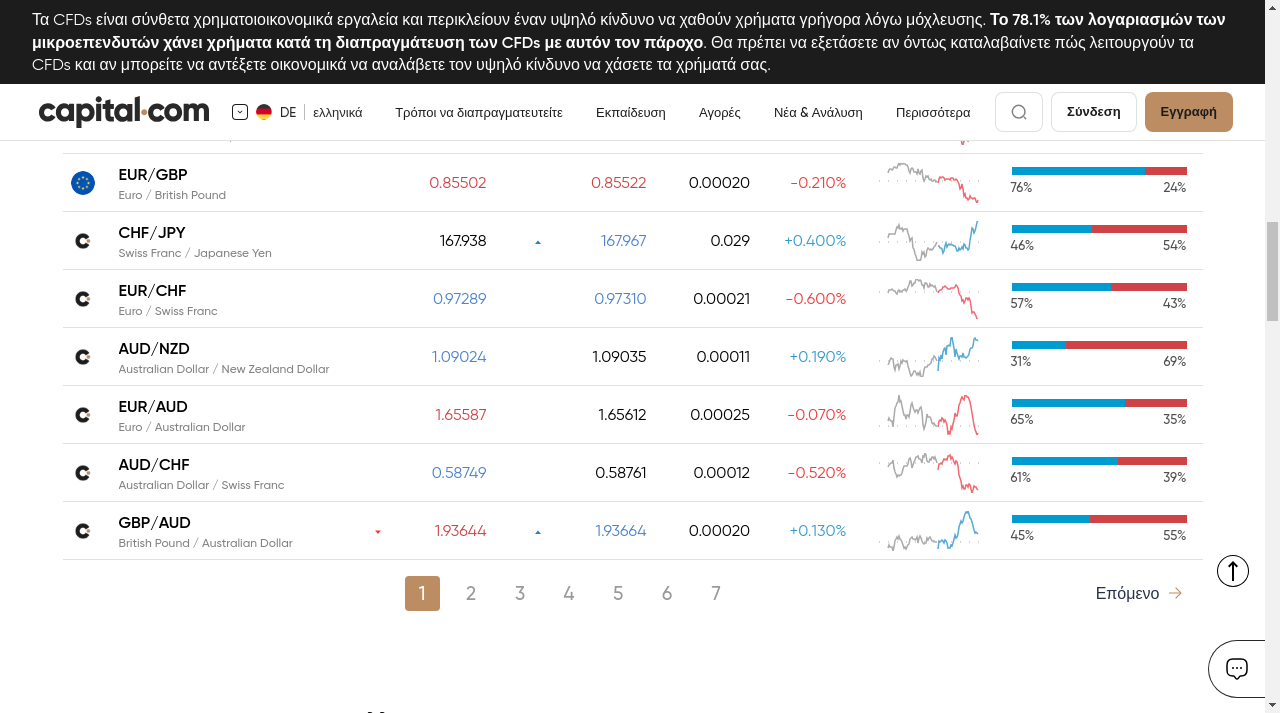 Τα CFDs είναι σύνθετα χρηματοιοικονομικά εργαλεία και περικλείουν έναν υψηλό κίνδυνο να χαθούν χρήματα γρήγορα λόγω μόχλευσης. Το 78.1% των λογαριασμών των
μικροεπενδυτών χάνει χρήματα κατά τη διαπραγμάτευση των CFDs με αυτόν τον πάροχο. Θα πρέπει να εξετάσετε αν όντως καταλαβαίνετε πώς λειτουργούν τα
CFDs και αν μπορείτε να αντέξετε οικονομικά να αναλάβετε τον υψηλό κίνδυνο να χάσετε τα χρήματά σας.
capital.com DE ελληνικά Τρόποι να διαπραγματευτείτε Εκπαίδευση Αγορές Νέα & Ανάλυση Περισσότερα Σύνδεση Εγγραφή
EUR/GBP 0.85502 0.85522 0.00020 -0.210%
Euro / British Pound 76% 24%
CHF/JPY 167.938 167.967 0.029 +0.400%
Swiss Franc / Japanese Yen 46% 54%
EUR/CHF 0.97289 0.97310 0.00021 -0.600%
Euro / Swiss Franc 57% 43%
AUD/NZD 1.09024 1.09035 0.00011 +0.190%
Australian Dollar / New Zealand Dollar 31% 69%
EUR/AUD 1.65587 1.65612 0.00025 -0.070%
Euro / Australian Dollar 65% 35%
AUD/CHF 0.58749 0.58761 0.00012 -0.520%
Australian Dollar / Swiss Franc 61% 39%
GBP/AUD 1.93644 1.93664 0.00020 +0.130%
British Pound / Australian Dollar 45% 55%
1 2 3 4 5 6 7 Επόμενο